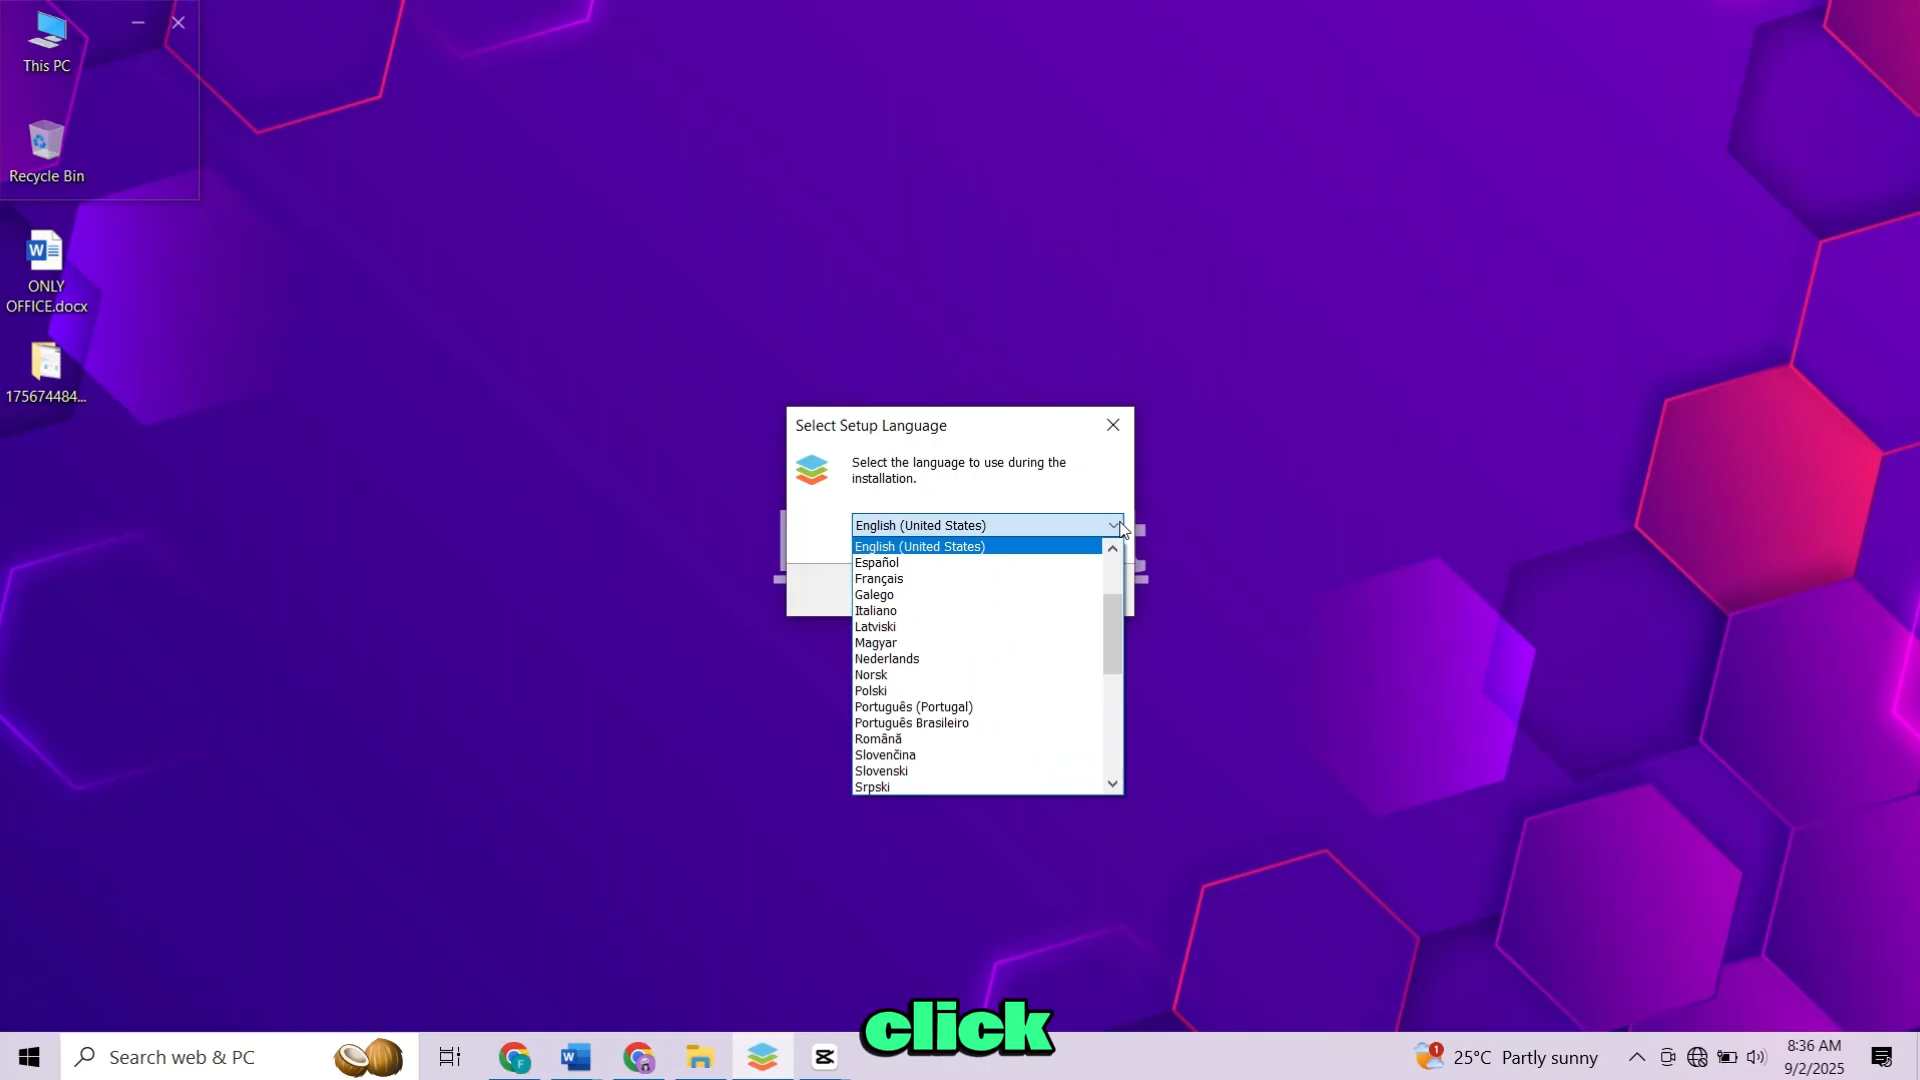 This PC
Recycle Bin
ONLY
OFFICE.docx
175674484...
Select Setup Language
Select the language to use during the
installation.
English (United States)
English (United States)
Español
Français
Galego
Italiano
Latviski
Magyar
Nederlands
Norsk
Polski
Português (Portugal)
Português Brasileiro
Română
Slovenčina
Slovenski
Srpski
click
Search web & PC
1
25°C Partly sunny
8:36 AM
9/2/2025